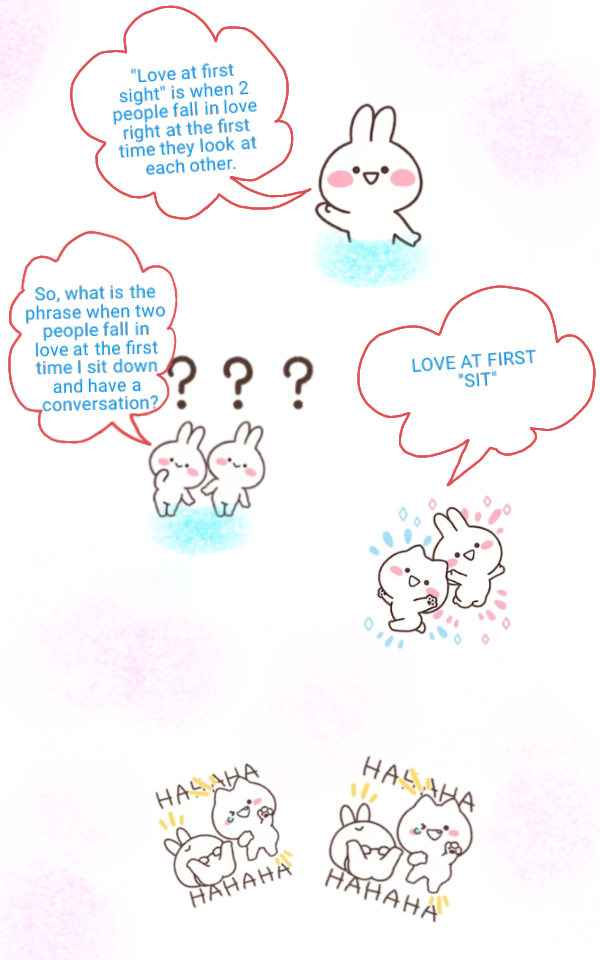 "Love at first
sight" is when 2
people fall in love
right at the first
time they look at
each other.
So, what is the
phrase when two
people fall in
love at the first
time I sit down
and have a
conversation?
? ? ?
LOVE AT FIRST
"SIT"
HAHAHA
HAHAHA
HAHAHA
HAHAHA